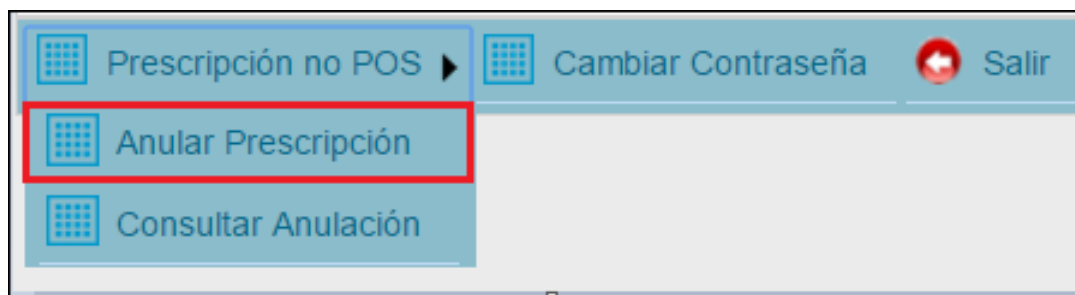 Prescripción no POS Cambiar Contraseña Salir
Anular Prescripción
Consultar Anulación